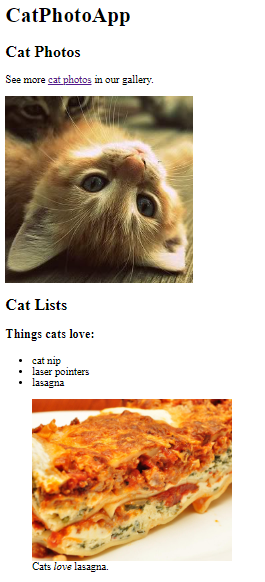 CatPhotoApp
Cat Photos
See more cat photos in our gallery.
Cat Lists
Things cats love:
cat nip
laser pointers
lasagna
Cats love lasagna.